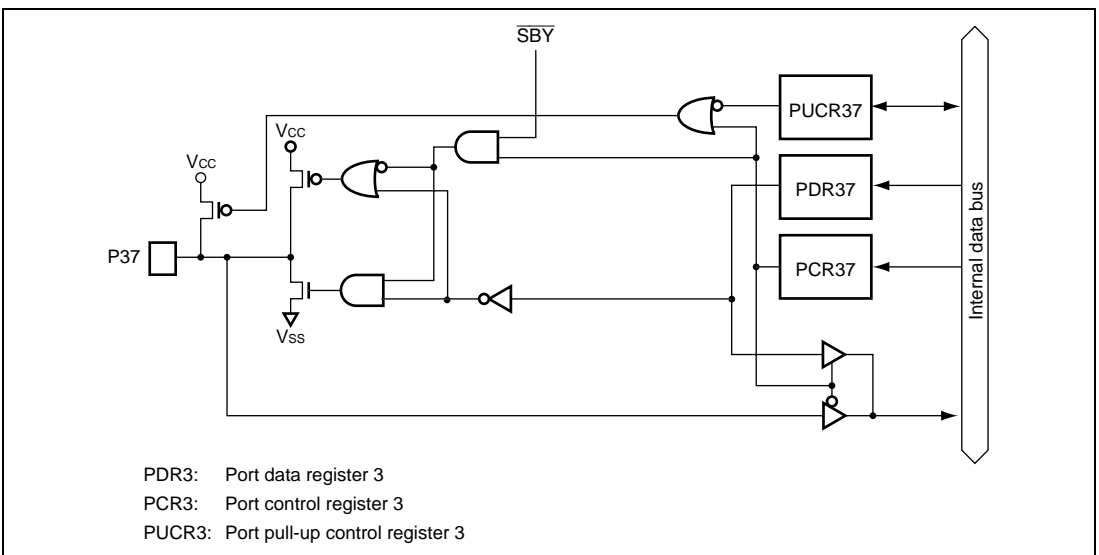 SBY
PUCR37
VCC
VCC
PDR37
P37
PCR37
Internal data bus
VSS
PDR3: Port data register 3
PCR3: Port control register 3
PUCR3: Port pull-up control register 3